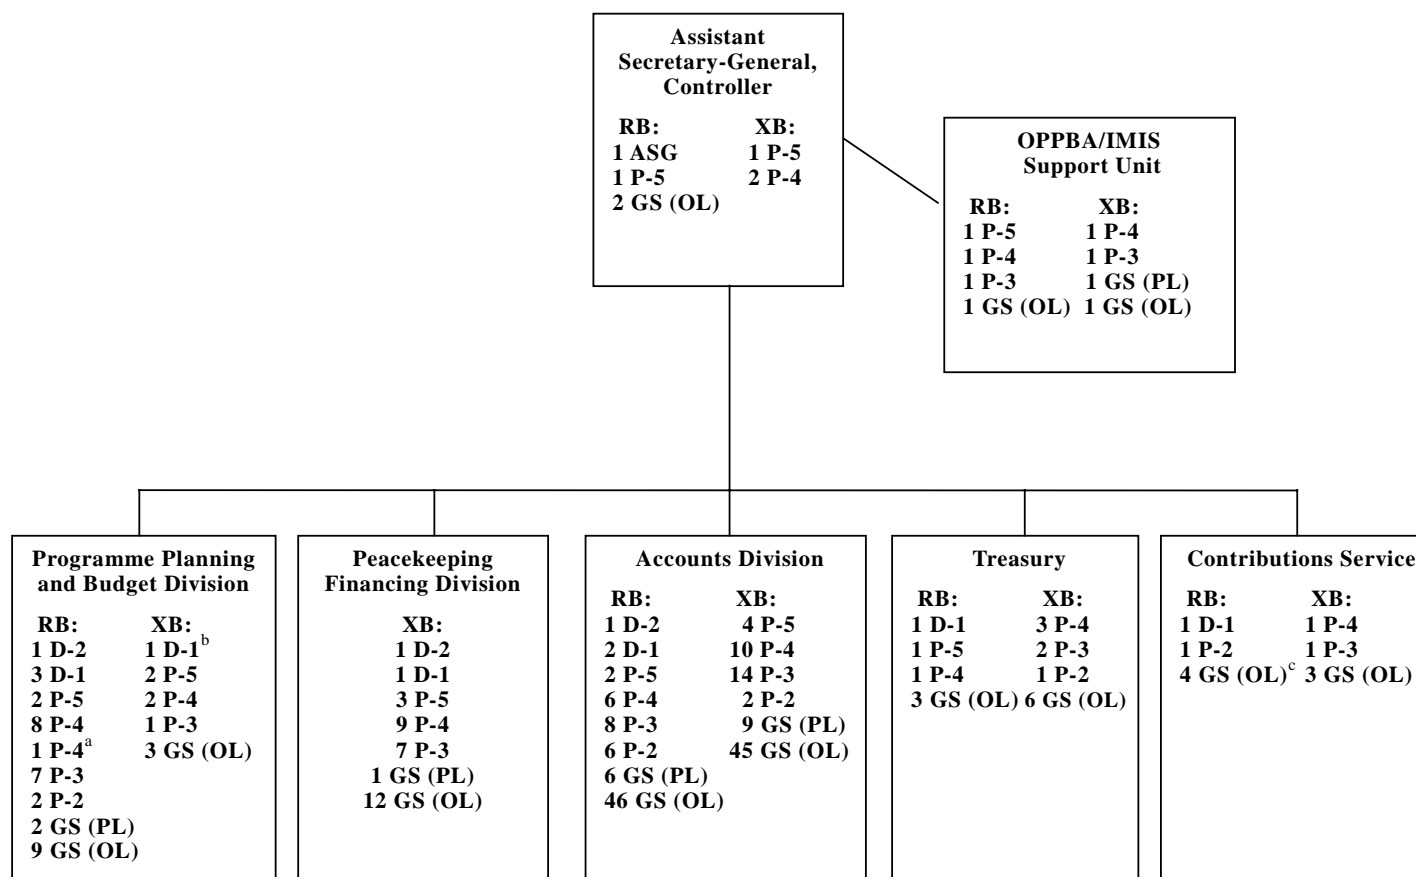 Assistant
Secretary-General,
Controller
RB: XB:
1 ASG 1 P-5
1 P-5 2 P-4
2 GS (OL)
OPPBA/IMIS
Support Unit
RB: XB:
1 P-5 1 P-4
1 P-4 1 P-3
1 P-3 1 GS (PL)
1 GS (OL) 1 GS (OL)
Programme Planning
and Budget Division
RB: XB:
1 D-2 1 D-1b
3 D-1 2 P-5
2 P-5 2 P-4
8 P-4 1 P-3
1 P-4a 3 GS (OL)
7 P-3
2 P-2
2 GS (PL)
9 GS (OL)
Peacekeeping
Financing Division
XB:
1 D-2
1 D-1
3 P-5
9 P-4
7 P-3
1 GS (PL)
12 GS (OL)
Accounts Division
RB: XB:
1 D-2 4 P-5
2 D-1 10 P-4
2 P-5 14 P-3
6 P-4 2 P-2
8 P-3 9 GS (PL)
6 P-2 45 GS (OL)
6 GS (PL)
46 GS (OL)
Treasury
RB: XB:
1 D-1 3 P-4
1 P-5 2 P-3
1 P-4 1 P-2
3 GS (OL) 6 GS (OL)
Contributions Service
RB: XB:
1 D-1 1 P-4
1 P-2 1 P-3
4 GS (OL)c 3 GS (OL)